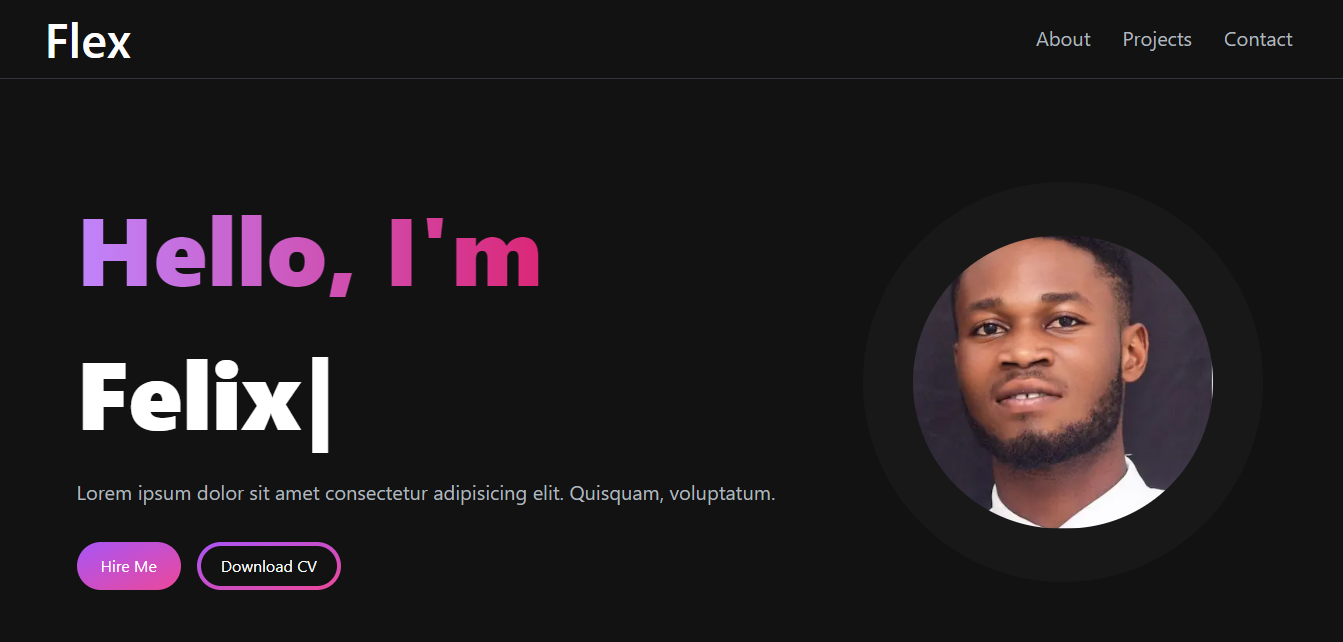 Flex
About Projects Contact
Hello, I'm
Felix|
Lorem ipsum dolor sit amet consectetur adipisicing elit. Quisquam, voluptatum.
Hire Me
Download CV